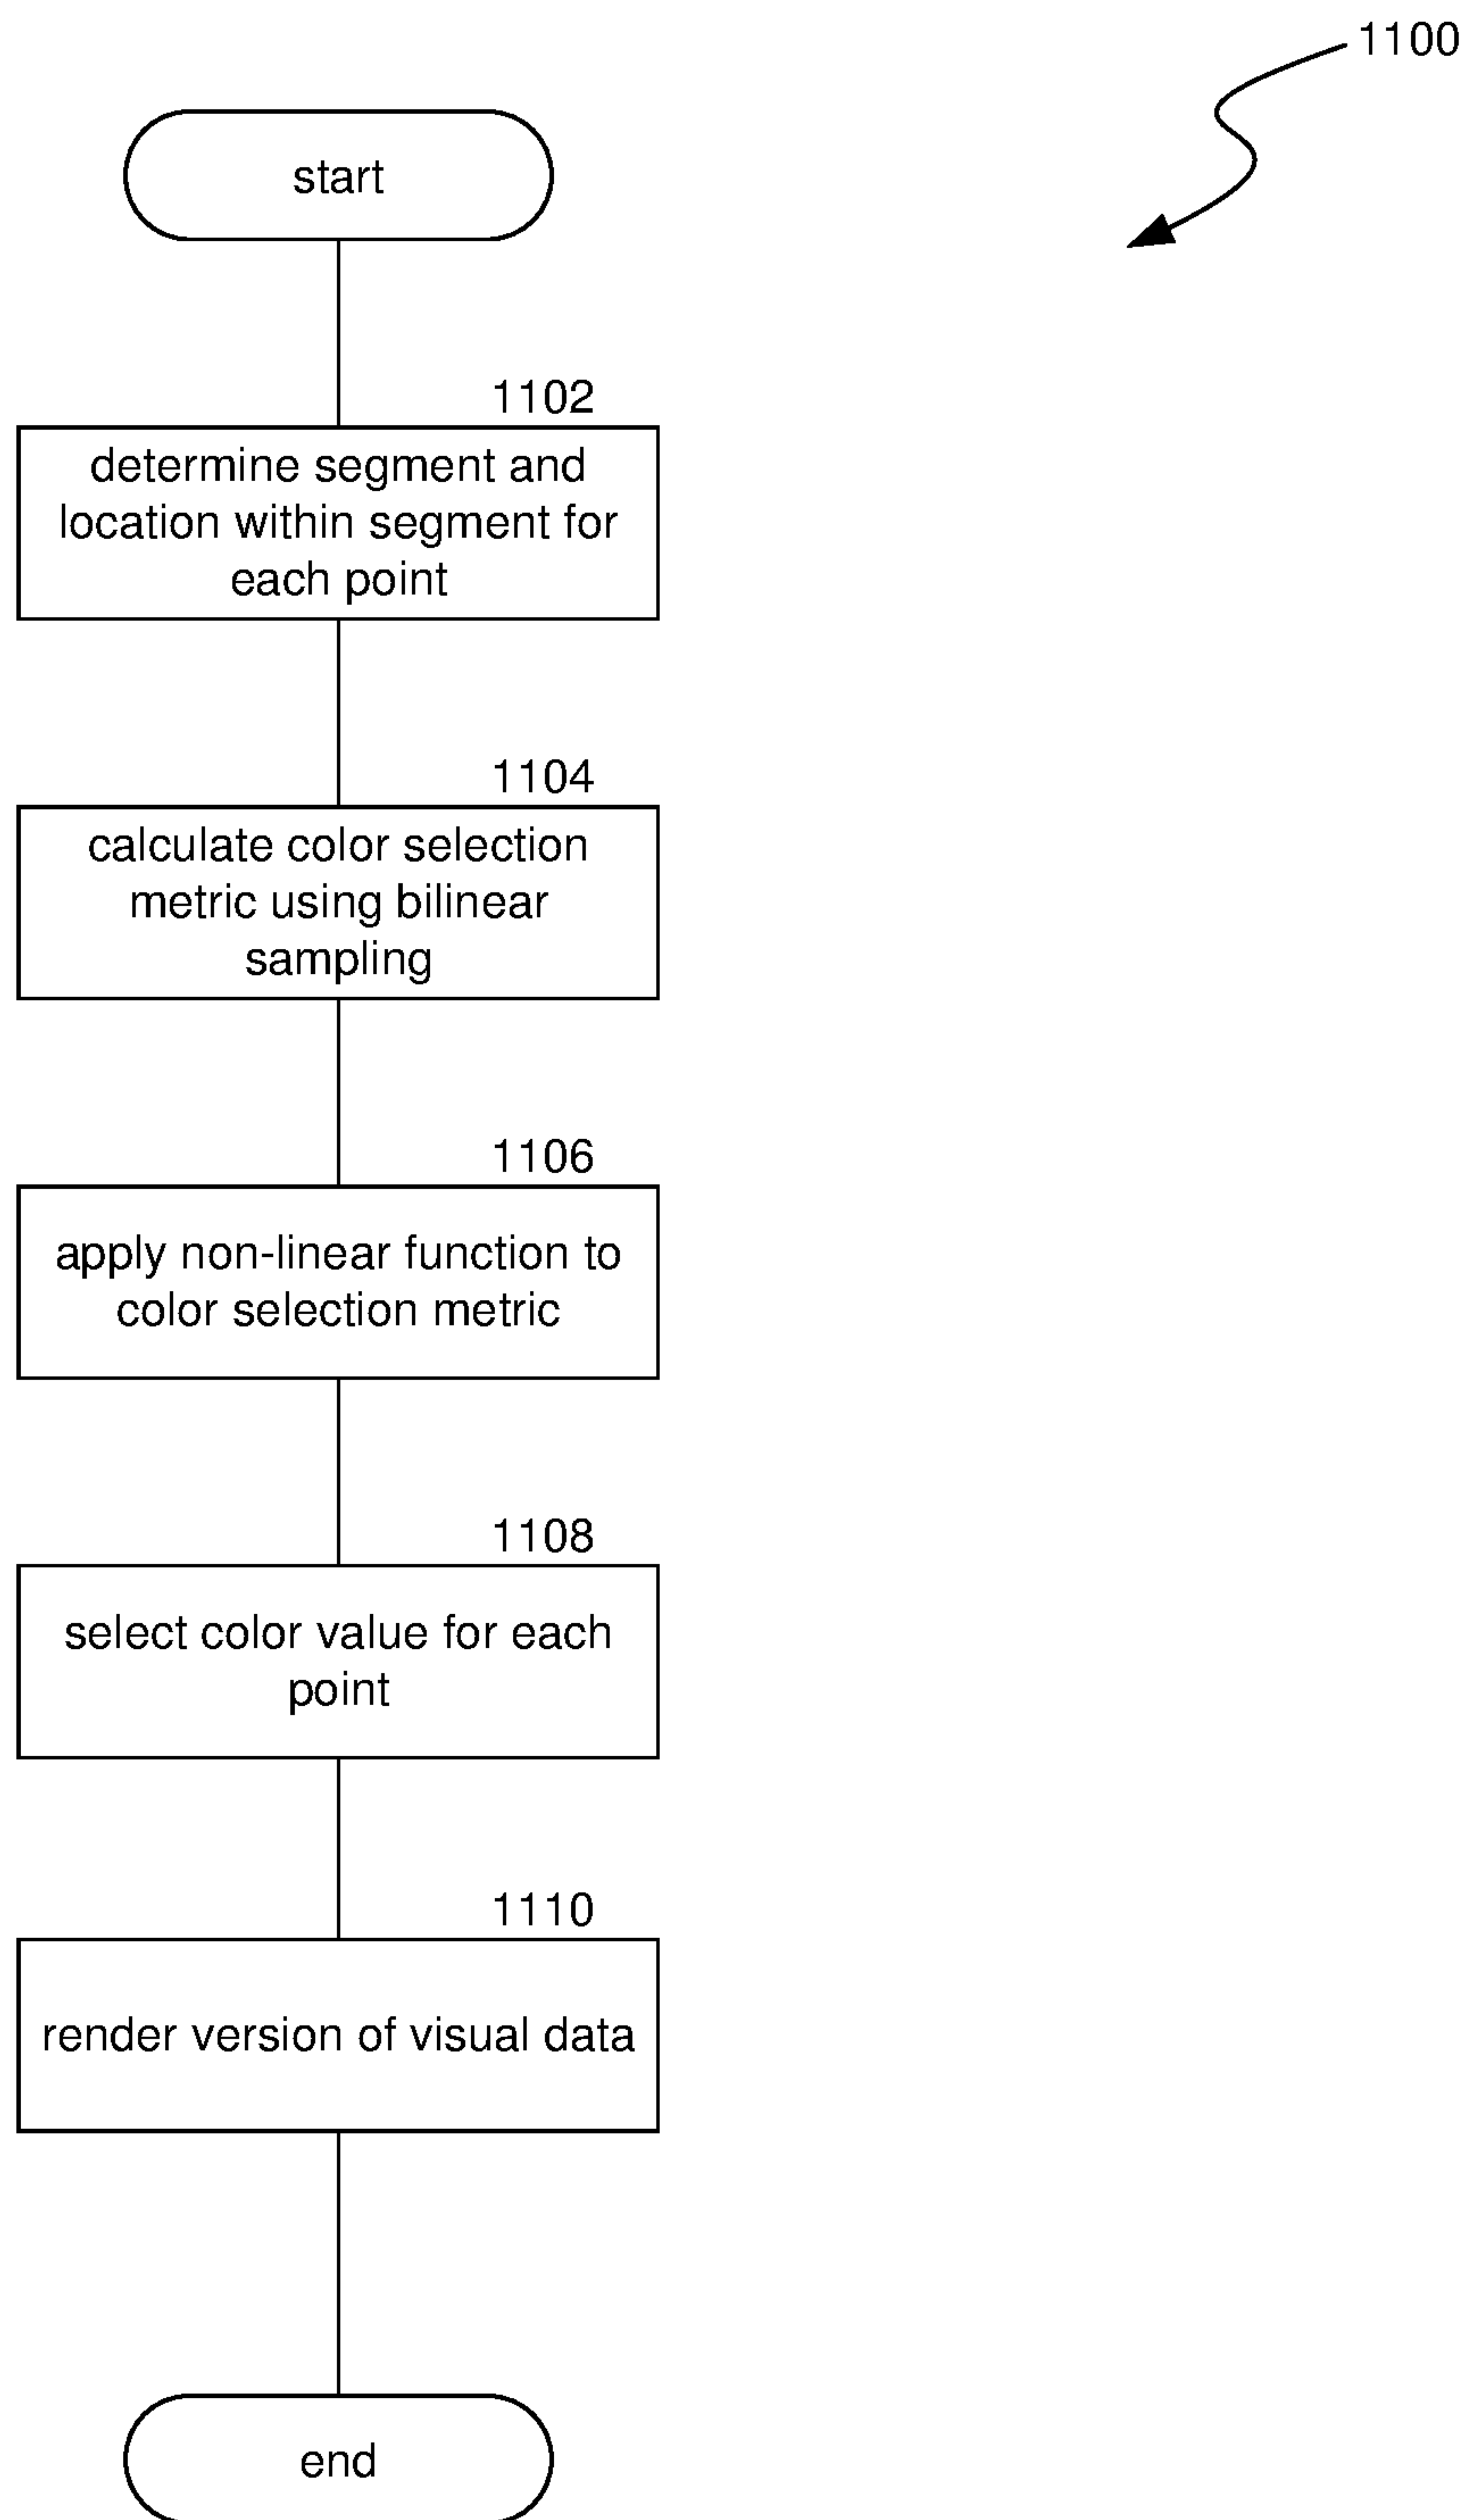 1100
start
1102
determine segment and
location within segment for
each point
1104
calculate color selection
metric using bilinear
sampling
1106
apply non-linear function to
color selection metric
1108
select color value for each
point
1110
render version of visual data
end